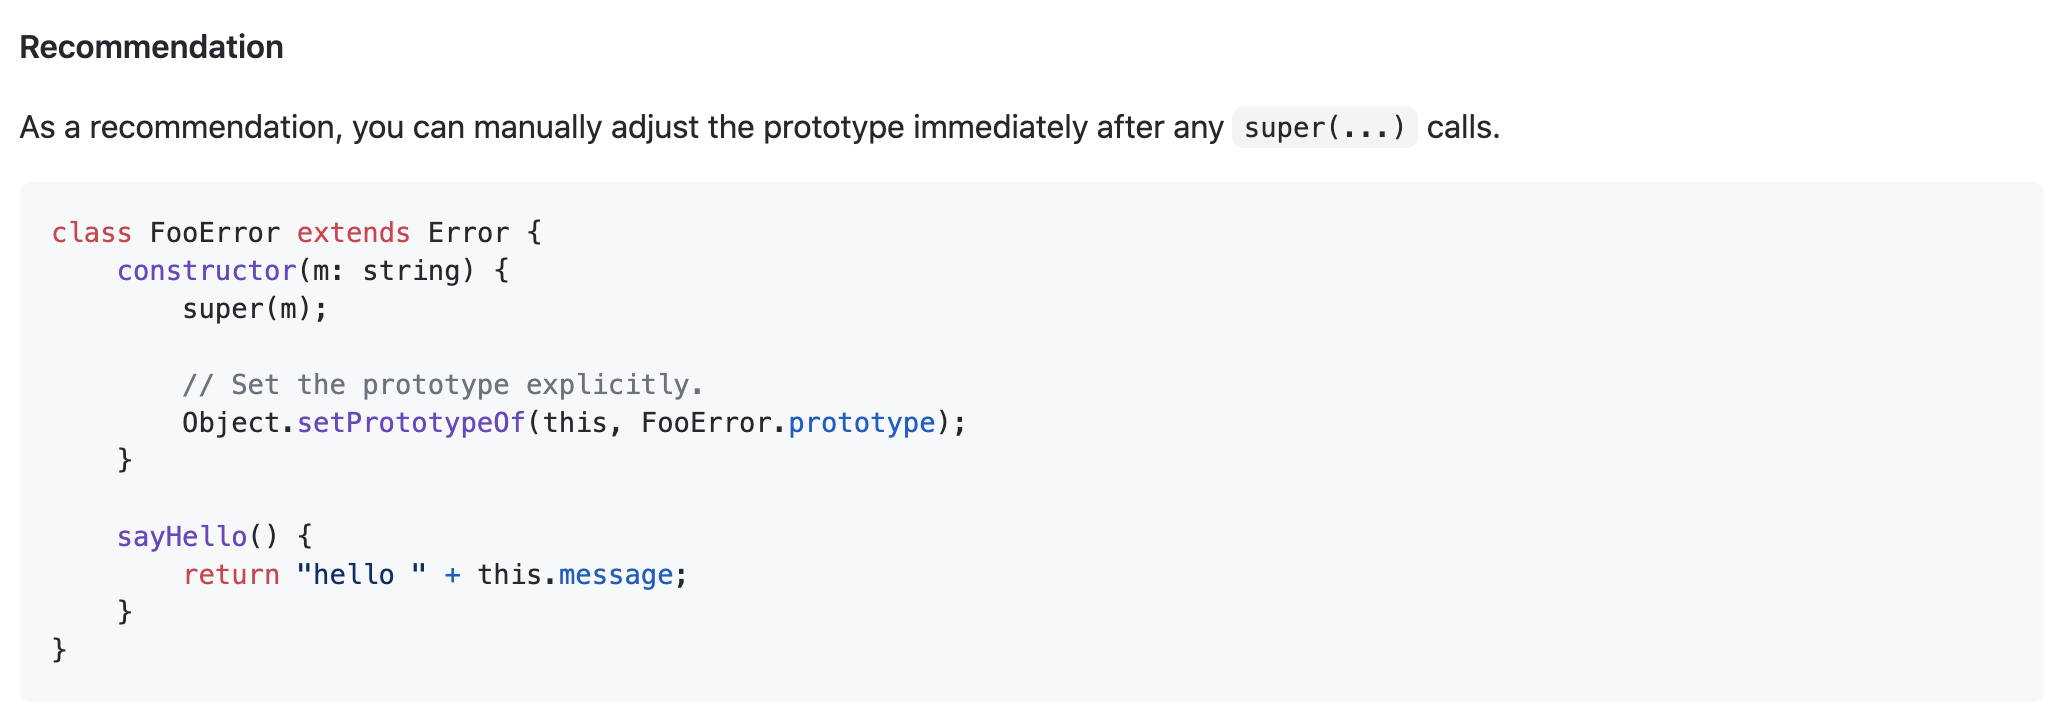 Recommendation
As a recommendation, you can manually adjust the prototype immediately after any super(...) calls.
class FooError extends Error {
    constructor(m: string) {
        super(m);

        // Set the prototype explicitly.
        Object.setPrototypeOf(this, FooError.prototype);
    }

    sayHello() {
        return "hello " + this.message;
    }
}